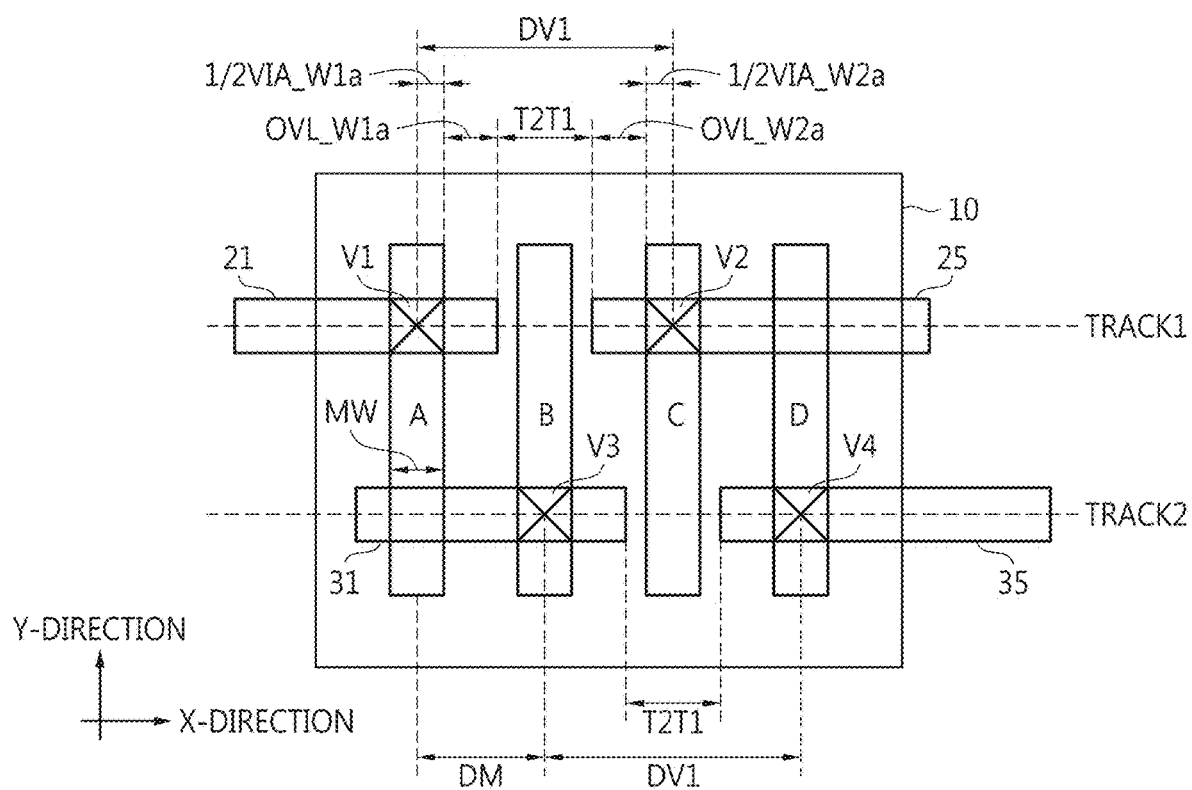 DV1
1/2VIA_W1a
1/2VIA_W2a
T2T1
OVL_W1a
OVL_W2a
10
21
V1
V2
25
TRACK1
MW
A
B
C
D
V3
V4
TRACK2
31
35
Y-DIRECTION
X-DIRECTION
T2T1
DM
DV1